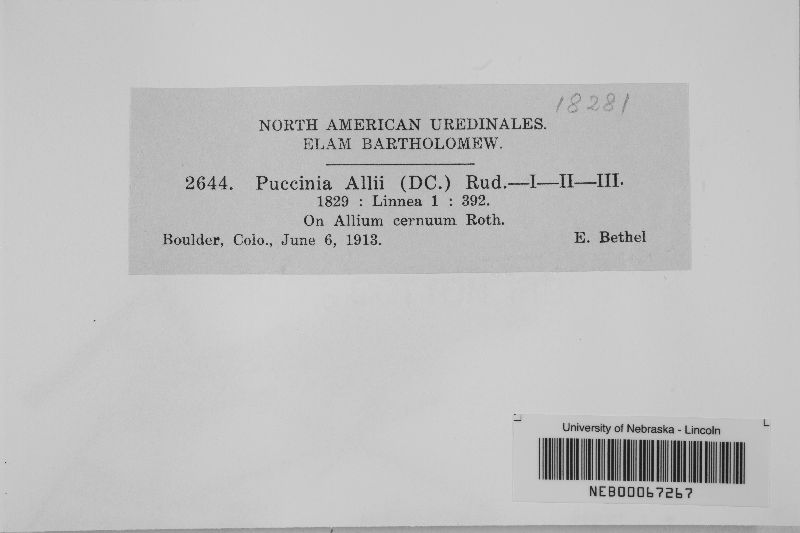 18281
NORTH AMERICAN UREDINALES.
ELAM BARTHOLOMEW.
2644. Puccinia Allii (DC.) Rud.—I—II—III.
1829 : Linnea 1 : 392.
On Allium cernuum Roth.
Boulder, Colo., June 6, 1913. E. Bethel
University of Nebraska - Lincoln
NEB00067267